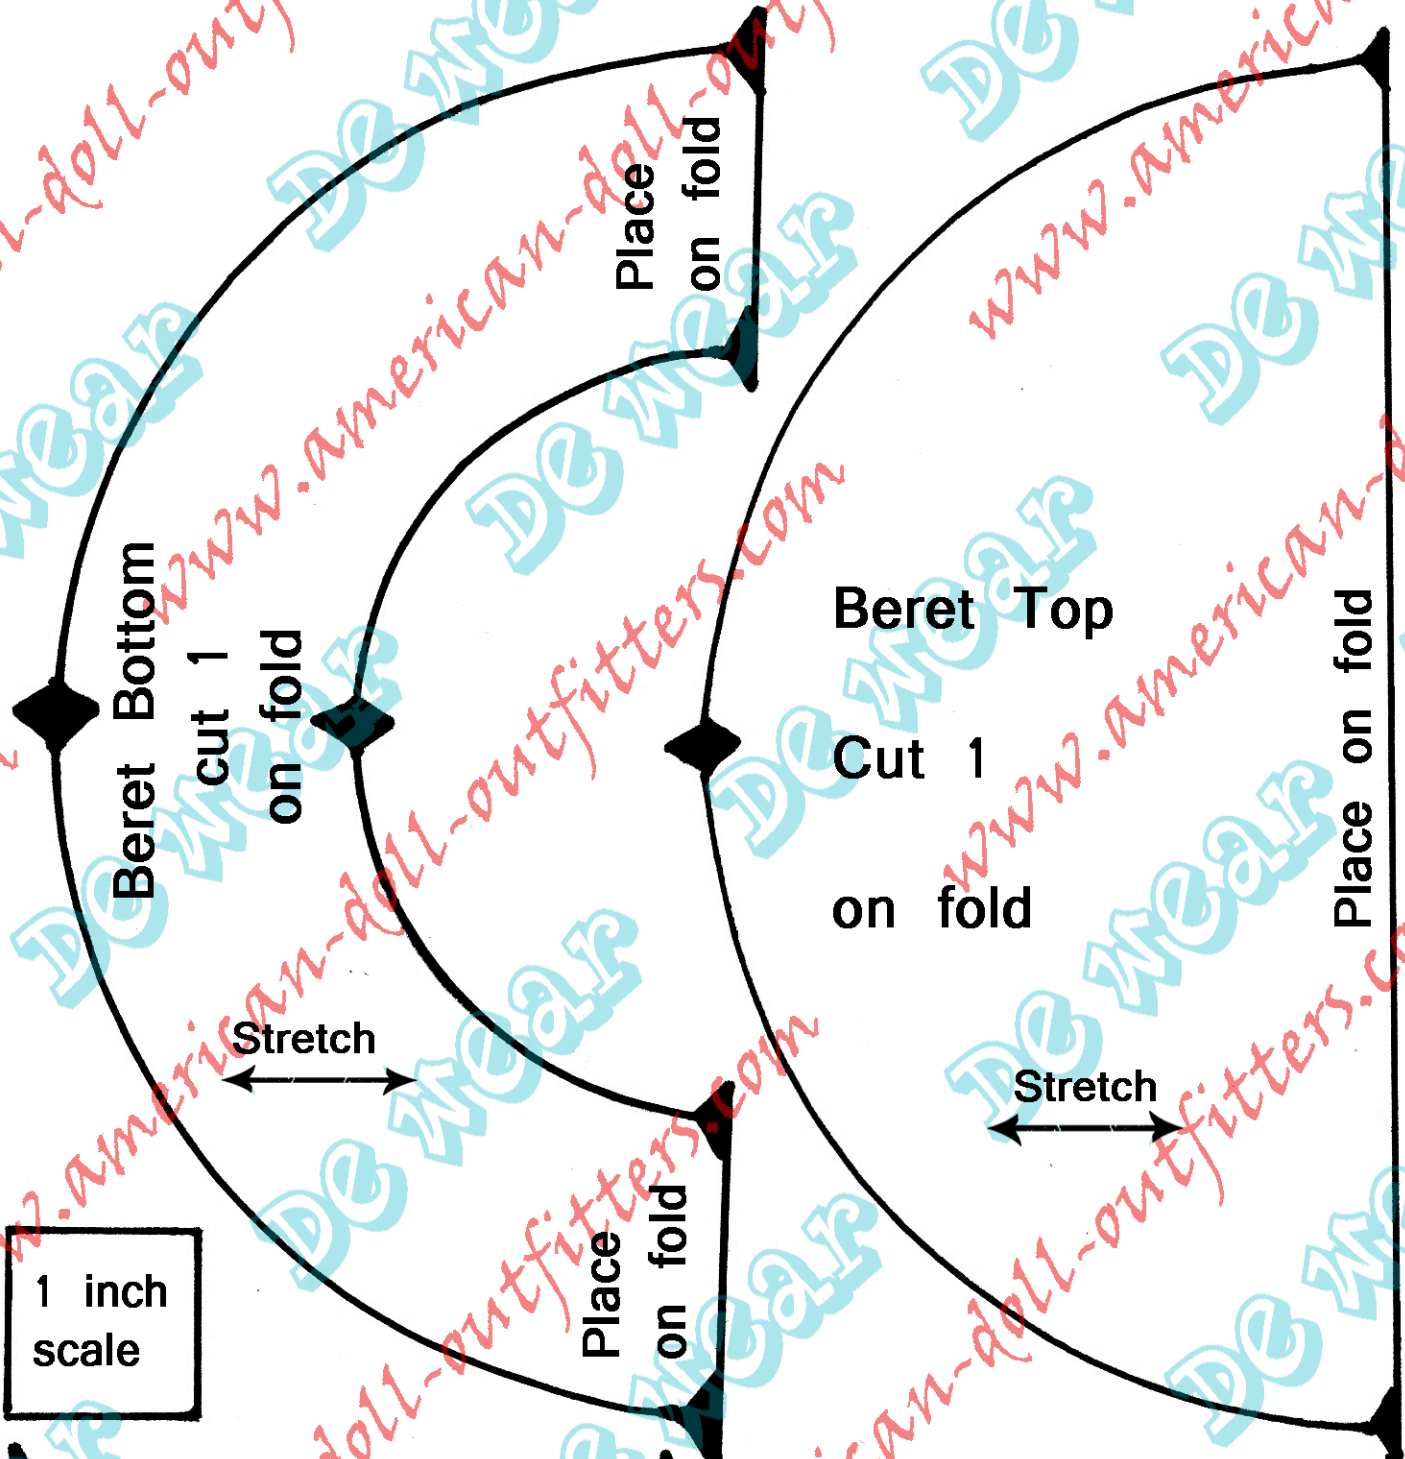 Place
on fold
Beret Bottom
cut 1
on fold
Stretch
Place
on fold
1 inch
scale
Beret Top
Cut 1
on fold
Place on fold
Stretch
De wear
www.american-doll-outfitters.com